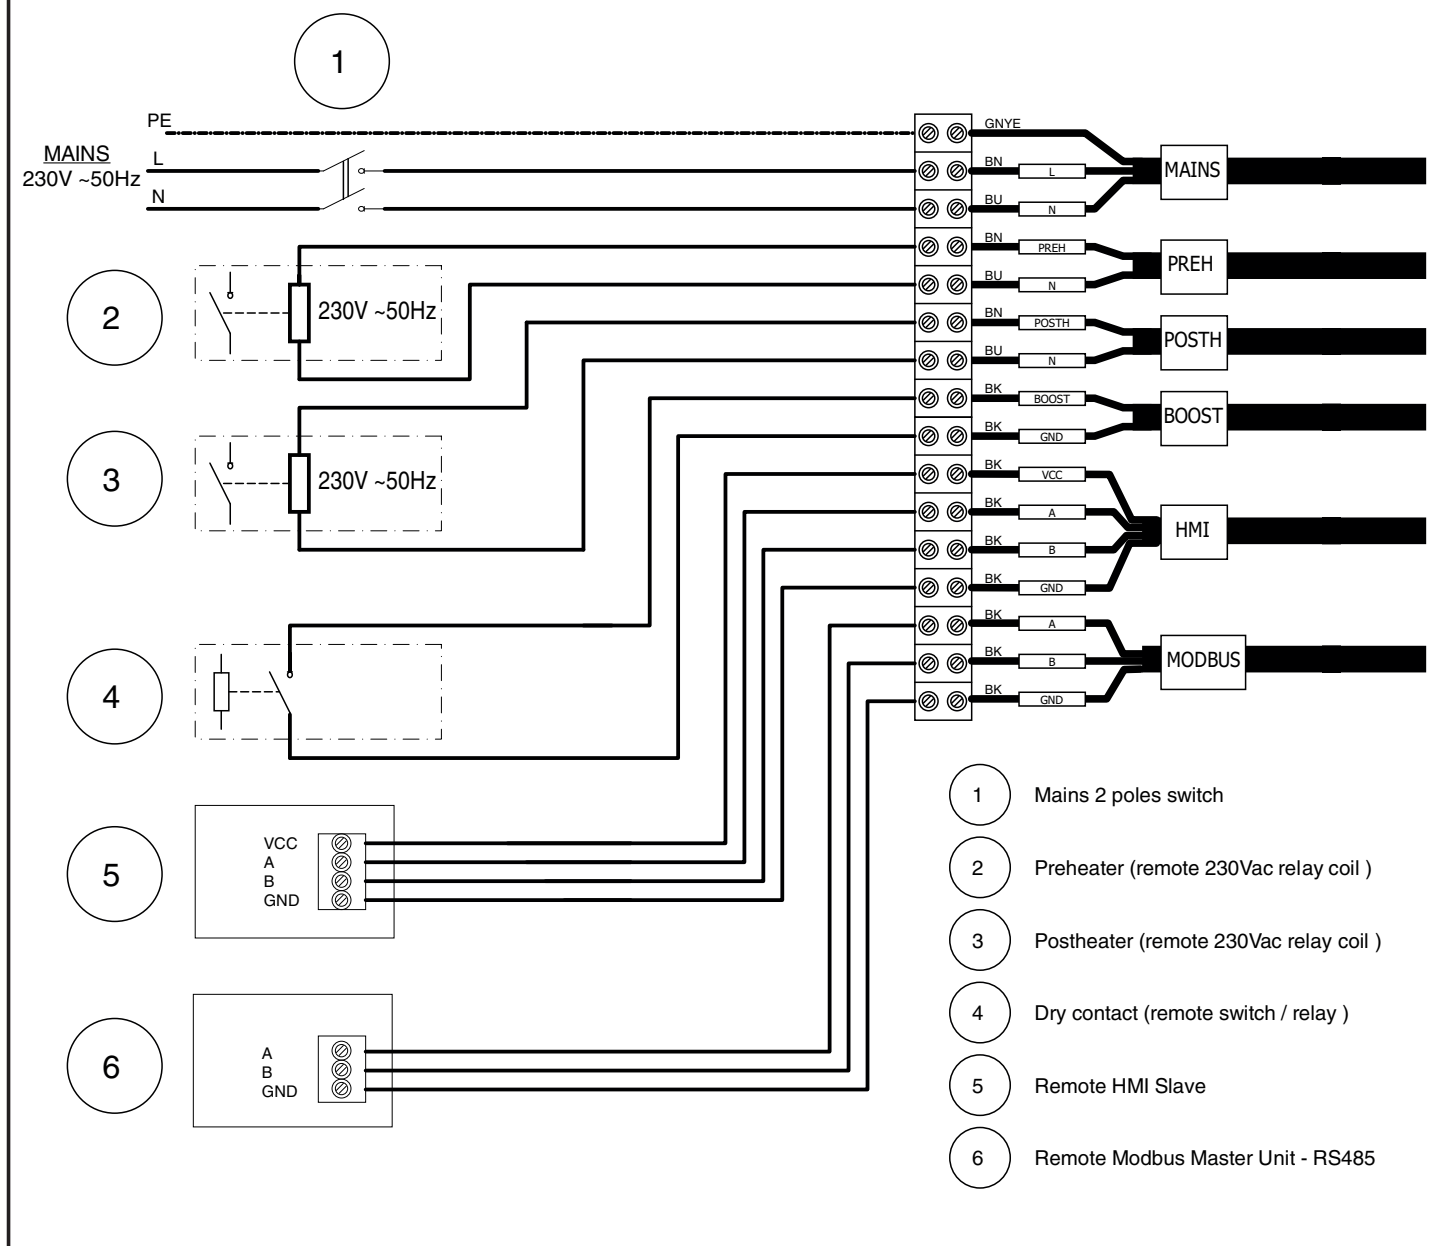 1
PE
MAINS
230V ~50Hz
L
N
GNYE
BN
L
BU
N
MAINS
BN
PREH
BU
N
PREH
BN
POSTH
BU
N
POSTH
BK
BOOST
BK
GND
BOOST
BK
VCC
BK
A
BK
B
BK
GND
HMI
BK
A
BK
B
BK
GND
MODBUS
2
230V ~50Hz
3
230V ~50Hz
4
5
VCC
A
B
GND
6
A
B
GND
1 Mains 2 poles switch
2 Preheater (remote 230Vac relay coil )
3 Postheater (remote 230Vac relay coil )
4 Dry contact (remote switch / relay )
5 Remote HMI Slave
6 Remote Modbus Master Unit - RS485